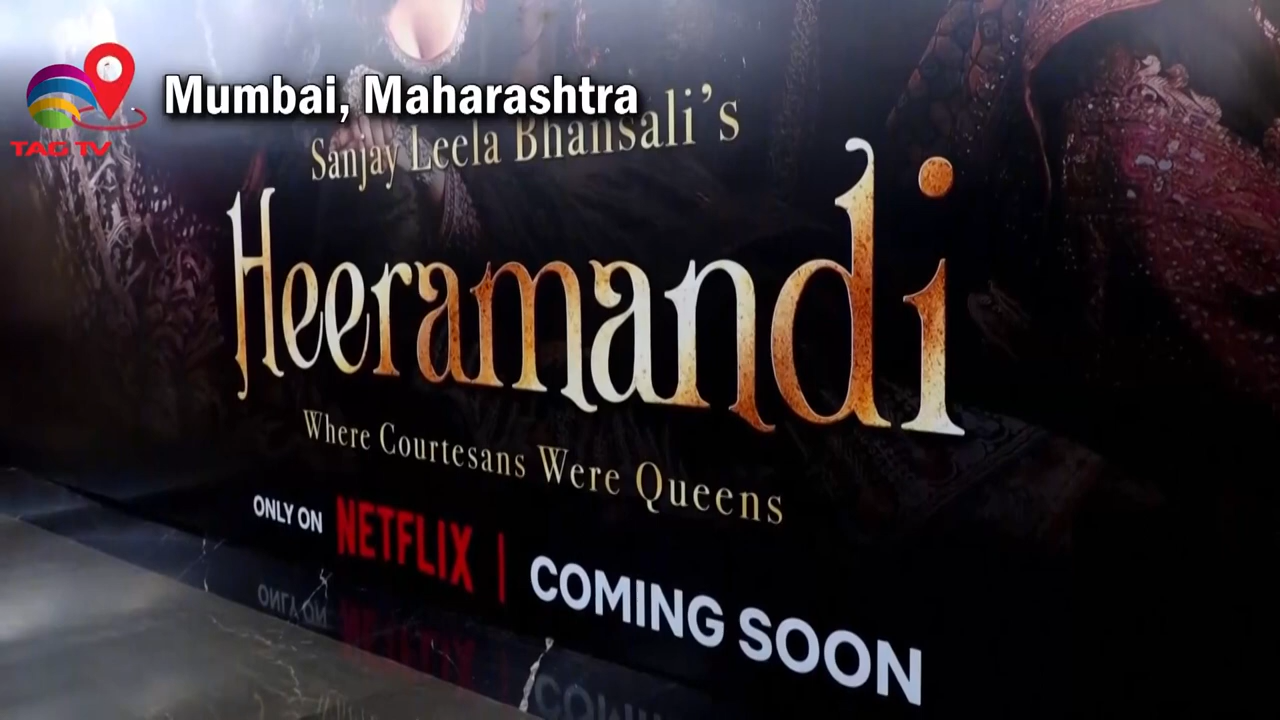 TAG TV
Mumbai, Maharashtra
Sanjay Leela Bhansali's
Heeramandi
Where Courtesans Were Queens
ONLY ON NETFLIX | COMING SOON